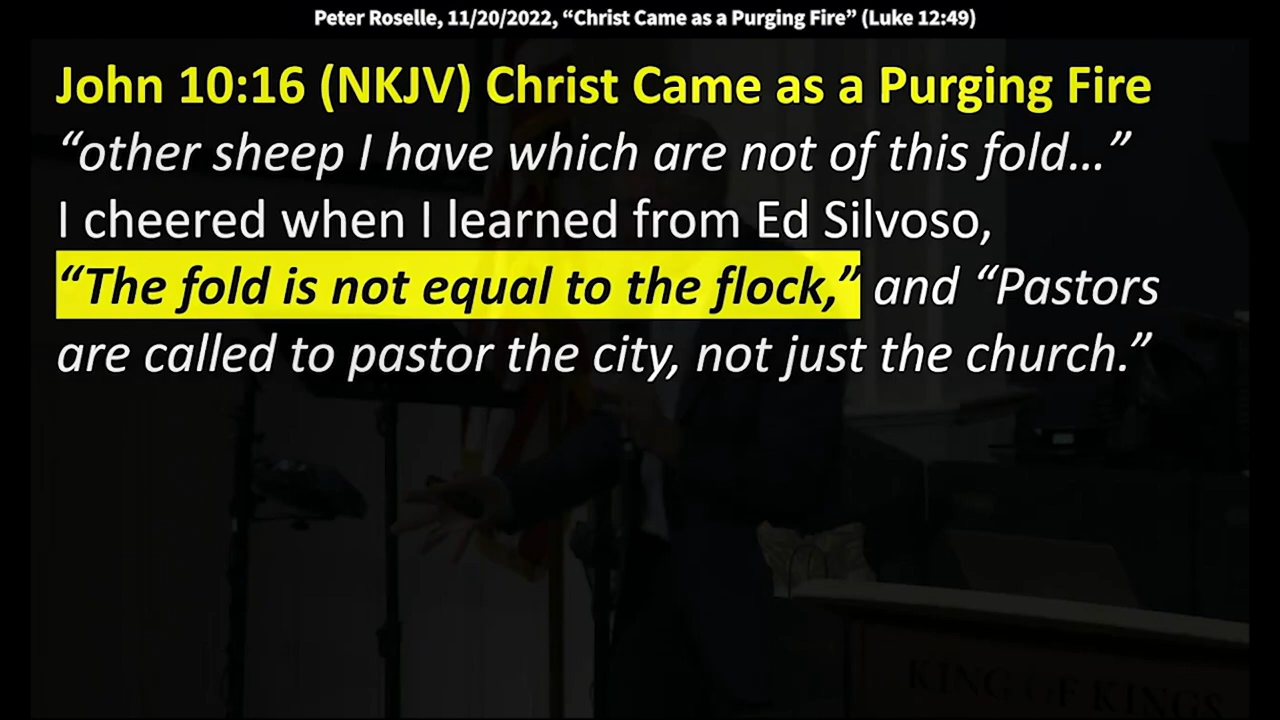 Peter Roselle, 11/20/2022, “Christ Came as a Purging Fire” (Luke 12:49)
John 10:16 (NKJV) Christ Came as a Purging Fire
“other sheep I have which are not of this fold…”
I cheered when I learned from Ed Silvoso,
“The fold is not equal to the flock,” and “Pastors
are called to pastor the city, not just the church.”
KING OF KINGS